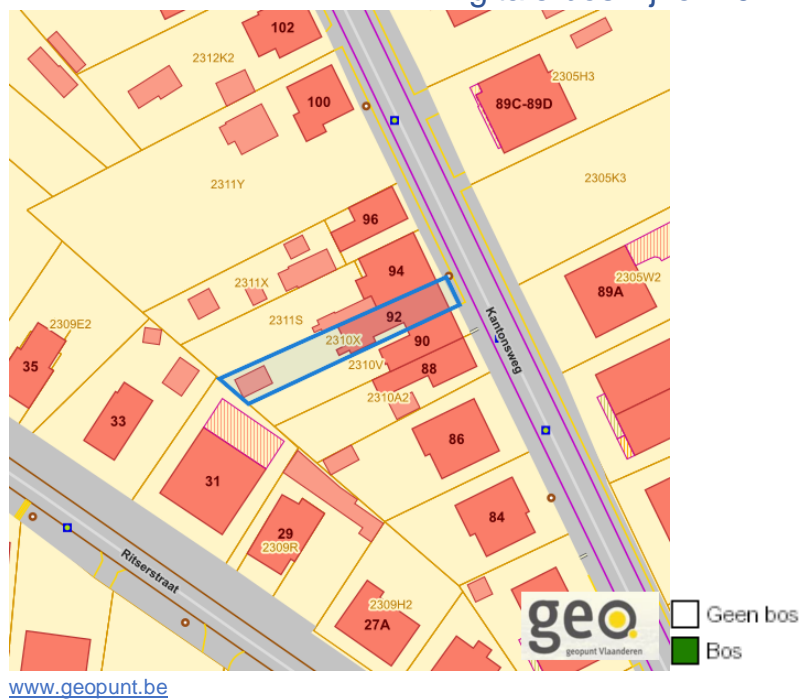 102
2312K2
2305H3
100
89C-89D
2311Y
2305K3
96
94
2311X
2305W2
89A
2311S
92
2309E2
Kantonsweg
2310X
90
35
2310V
88
2310A2
33
86
31
84
29
2309R
Ritserstraat
2309H2
27A
geo
geopunt Vlaanderen
Geen bos
Bos
www.geopunt.be